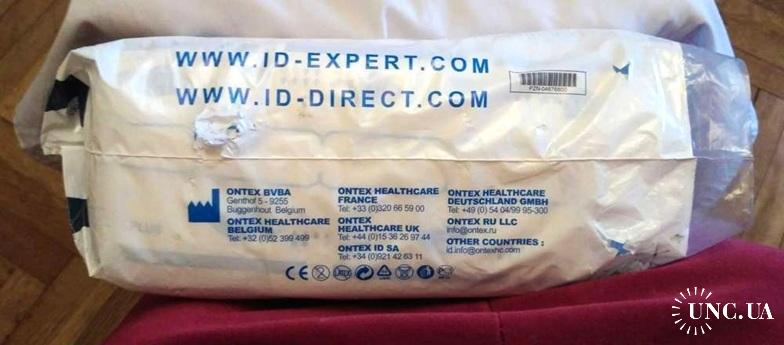 WWW.ID-EXPERT.COM
WWW.ID-DIRECT.COM
ONTEX BVBA
Genthof 5 - 9255
Buggenhout Belgium
ONTEX HEALTHCARE
BELGIUM
Tel: +32 (0)52 399 499
ONTEX HEALTHCARE
FRANCE
Tel: +33 (0)320 66 59 00
ONTEX
HEALTHCARE UK
Tel: +44 (0)15 36 26 97 44
ONTEX ID SA
Tel: +34 (0)921 42 63 11
ONTEX HEALTHCARE
DEUTSCHLAND GMBH
Tel: +49 (0) 54 04/99 95-300
ONTEX RU LLC
info@ontex.ru
OTHER COUNTRIES :
id.info@ontexhc.com
CE
UNC.UA